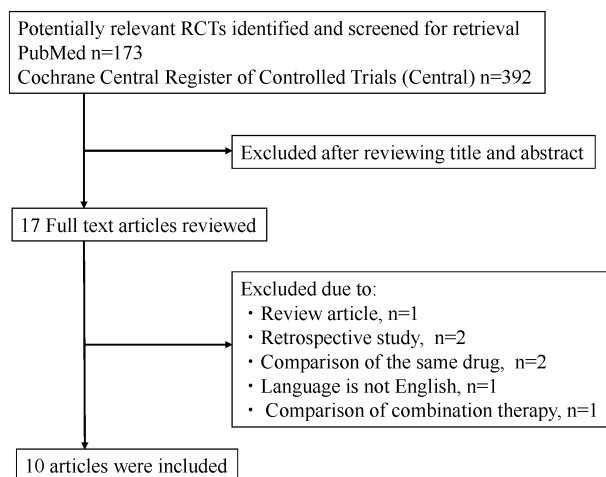 Potentially relevant RCTs identified and screened for retrieval
PubMed n=173
Cochrane Central Register of Controlled Trials (Central) n=392
Excluded after reviewing title and abstract
17 Full text articles reviewed
Excluded due to:
・Review article, n=1
・Retrospective study, n=2
・Comparison of the same drug, n=2
・Language is not English, n=1
・Comparison of combination therapy, n=1
10 articles were included